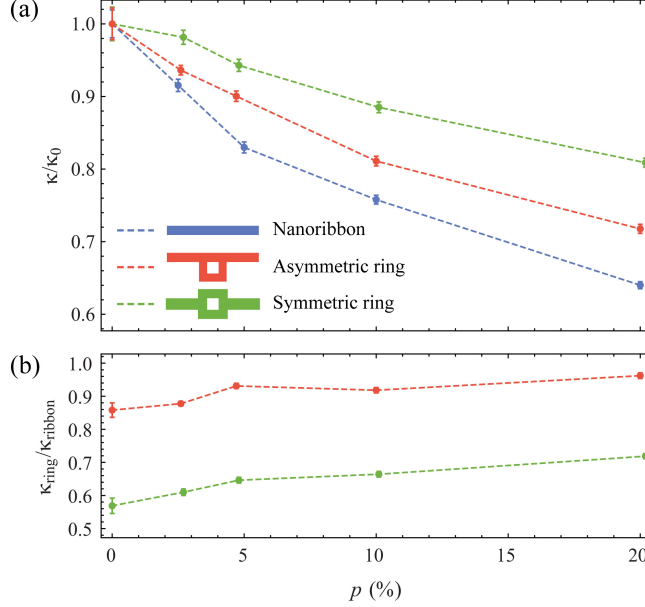 (a)
1.0
0.9
0.8
0.7
0.6
κ/κ₀
Nanoribbon
Asymmetric ring
Symmetric ring
(b)
1.0
0.9
0.8
0.7
0.6
0.5
κring/κribbon
0 5 10 15 20
p (%)